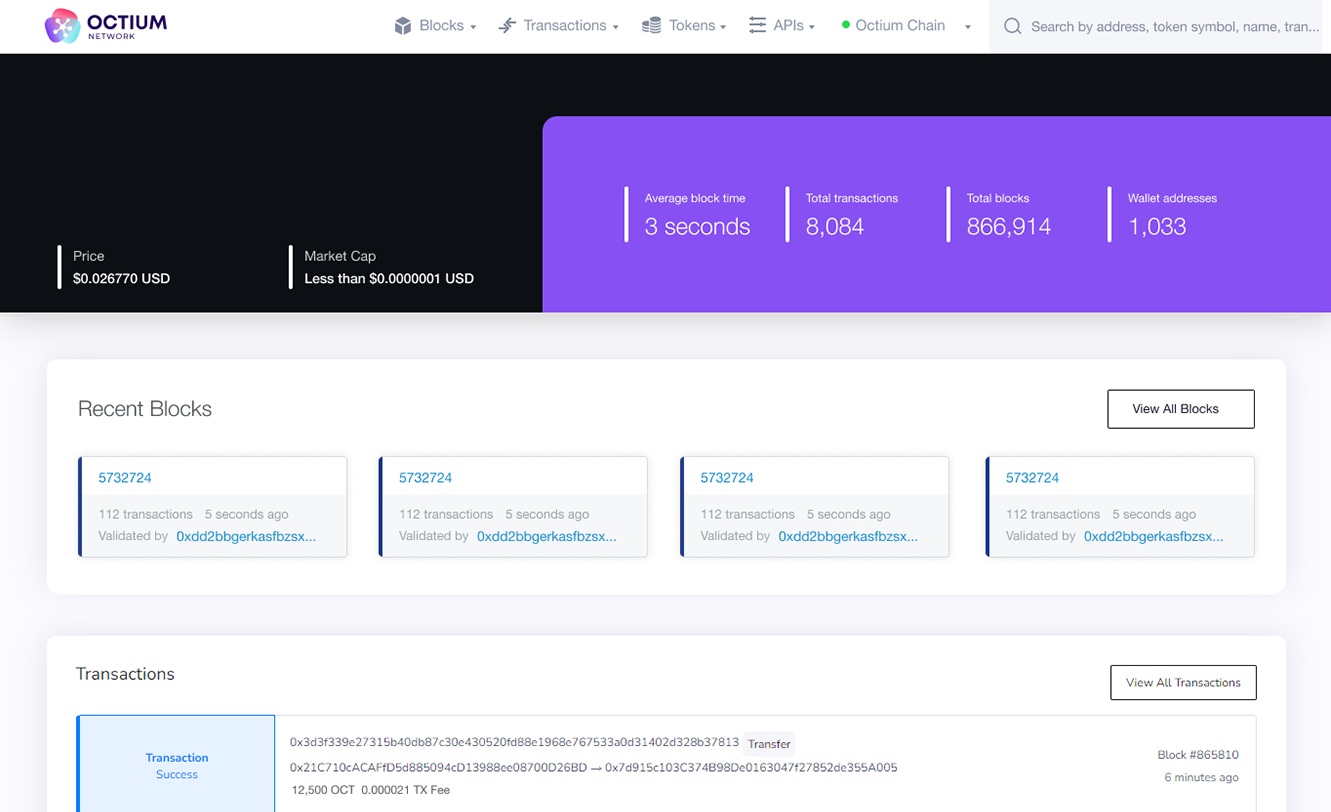 OCTIUM
NETWORK
Blocks
Transactions
Tokens
APIs
Octium Chain
Search by address, token symbol, name, tran...
Average block time
3 seconds
Total transactions
8,084
Total blocks
866,914
Wallet addresses
1,033
Price
$0.026770 USD
Market Cap
Less than $0.0000001 USD
Recent Blocks
View All Blocks
5732724
112 transactions 5 seconds ago
Validated by 0xdd2bbgerkasfbzsx...
5732724
112 transactions 5 seconds ago
Validated by 0xdd2bbgerkasfbzsx...
5732724
112 transactions 5 seconds ago
Validated by 0xdd2bbgerkasfbzsx...
5732724
112 transactions 5 seconds ago
Validated by 0xdd2bbgerkasfbzsx...
Transactions
View All Transactions
Transaction
Success
0x3d3f339e27315b40db87c30e430520fd88e1968e767533a0d31402d328b37813 Transfer
0x21C710cACAFfD5d885094cD13988ee08700D26BD → 0x7d915c103C374B98De0163047f27852de355A005
12,500 OCT 0.000021 TX Fee
Block #865810
6 minutes ago